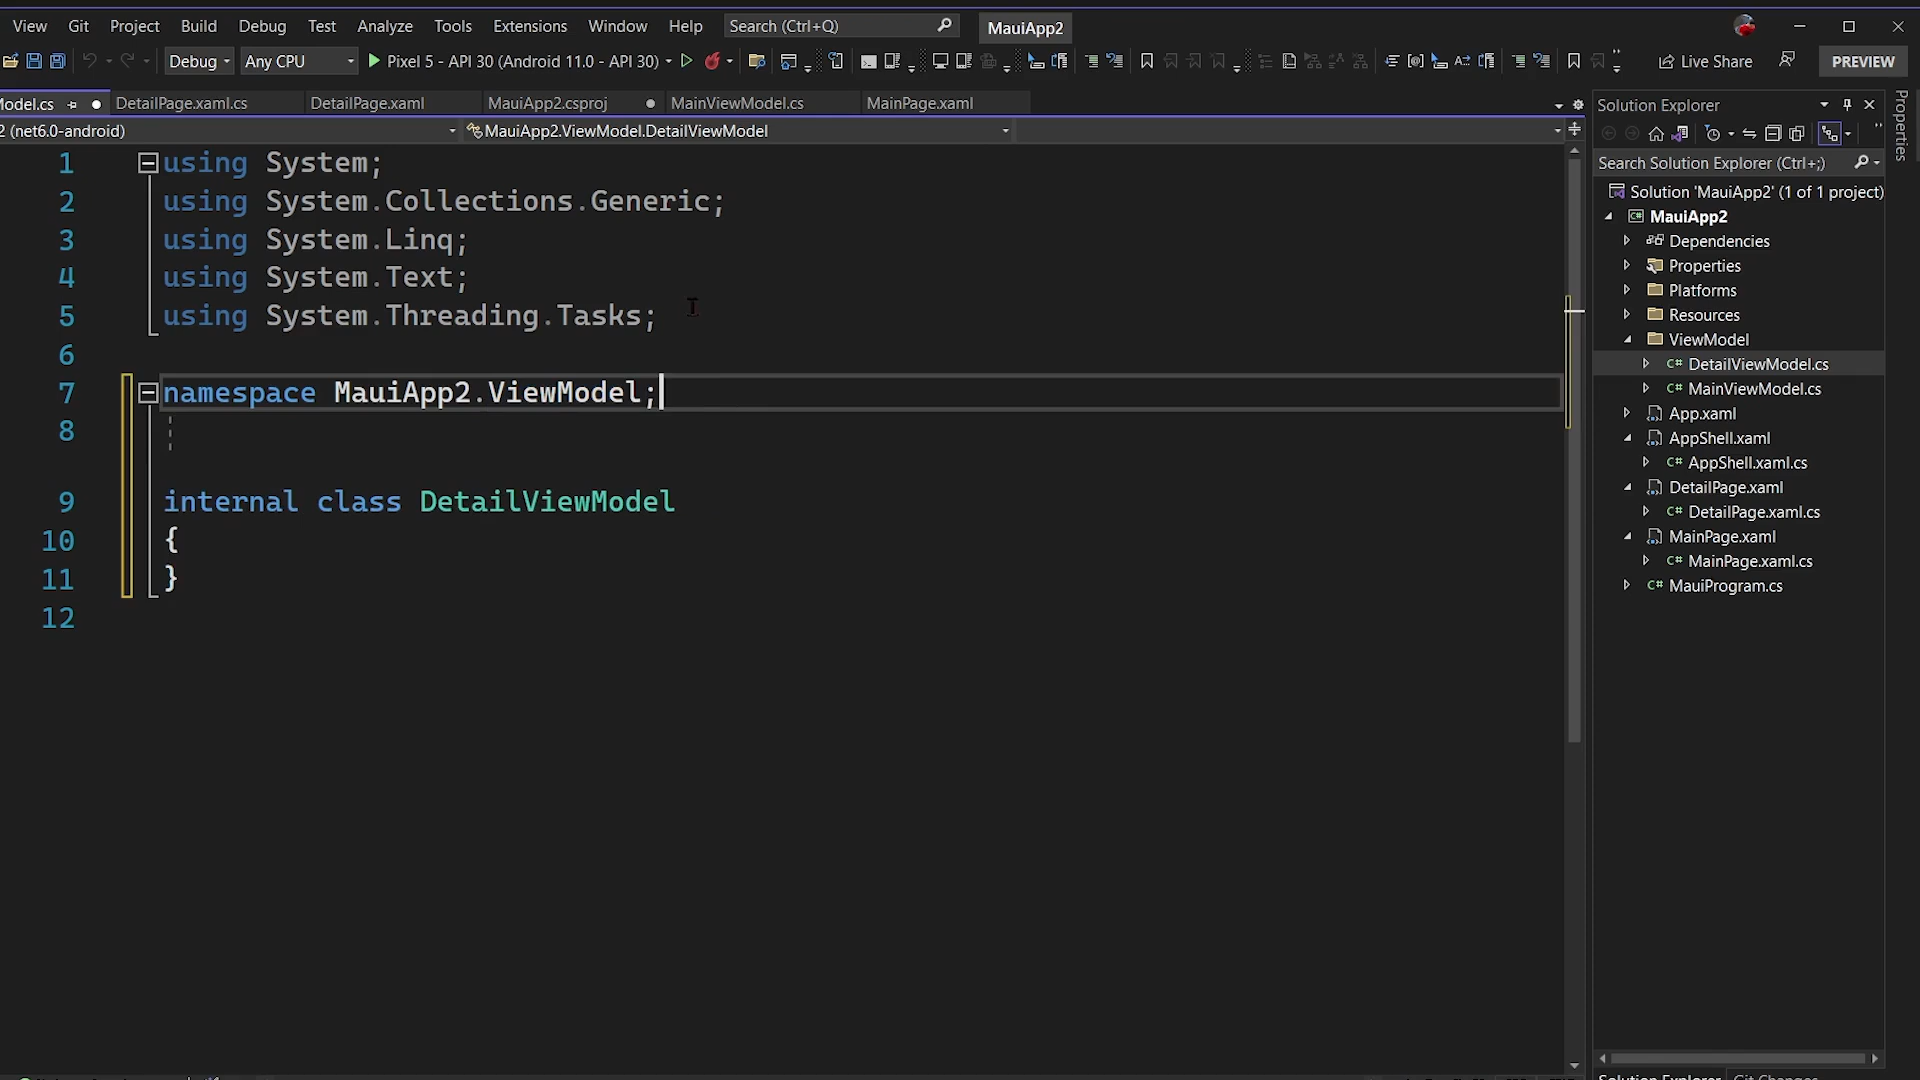 View Git Project Build Debug Test Analyze Tools Extensions Window Help Search (Ctrl+Q) MauiApp2
Debug Any CPU Pixel 5 - API 30 (Android 11.0 - API 30) Live Share PREVIEW
odel.cs DetailPage.xaml.cs DetailPage.xaml MauiApp2.csproj MainViewModel.cs MainPage.xaml
2 (net6.0-android) MauiApp2.ViewModel.DetailViewModel
1 using System;
2 using System.Collections.Generic;
3 using System.Linq;
4 using System.Text;
5 using System.Threading.Tasks;
6
7 namespace MauiApp2.ViewModel;
8
9 internal class DetailViewModel
10 {
11 }
12
Solution Explorer
Search Solution Explorer (Ctrl+;)
Solution 'MauiApp2' (1 of 1 project)
MauiApp2
Dependencies
Properties
Platforms
Resources
ViewModel
C# DetailViewModel.cs
C# MainViewModel.cs
App.xaml
AppShell.xaml
C# AppShell.xaml.cs
DetailPage.xaml
C# DetailPage.xaml.cs
MainPage.xaml
C# MainPage.xaml.cs
C# MauiProgram.cs
Solution Explorer Git Changes
Properties